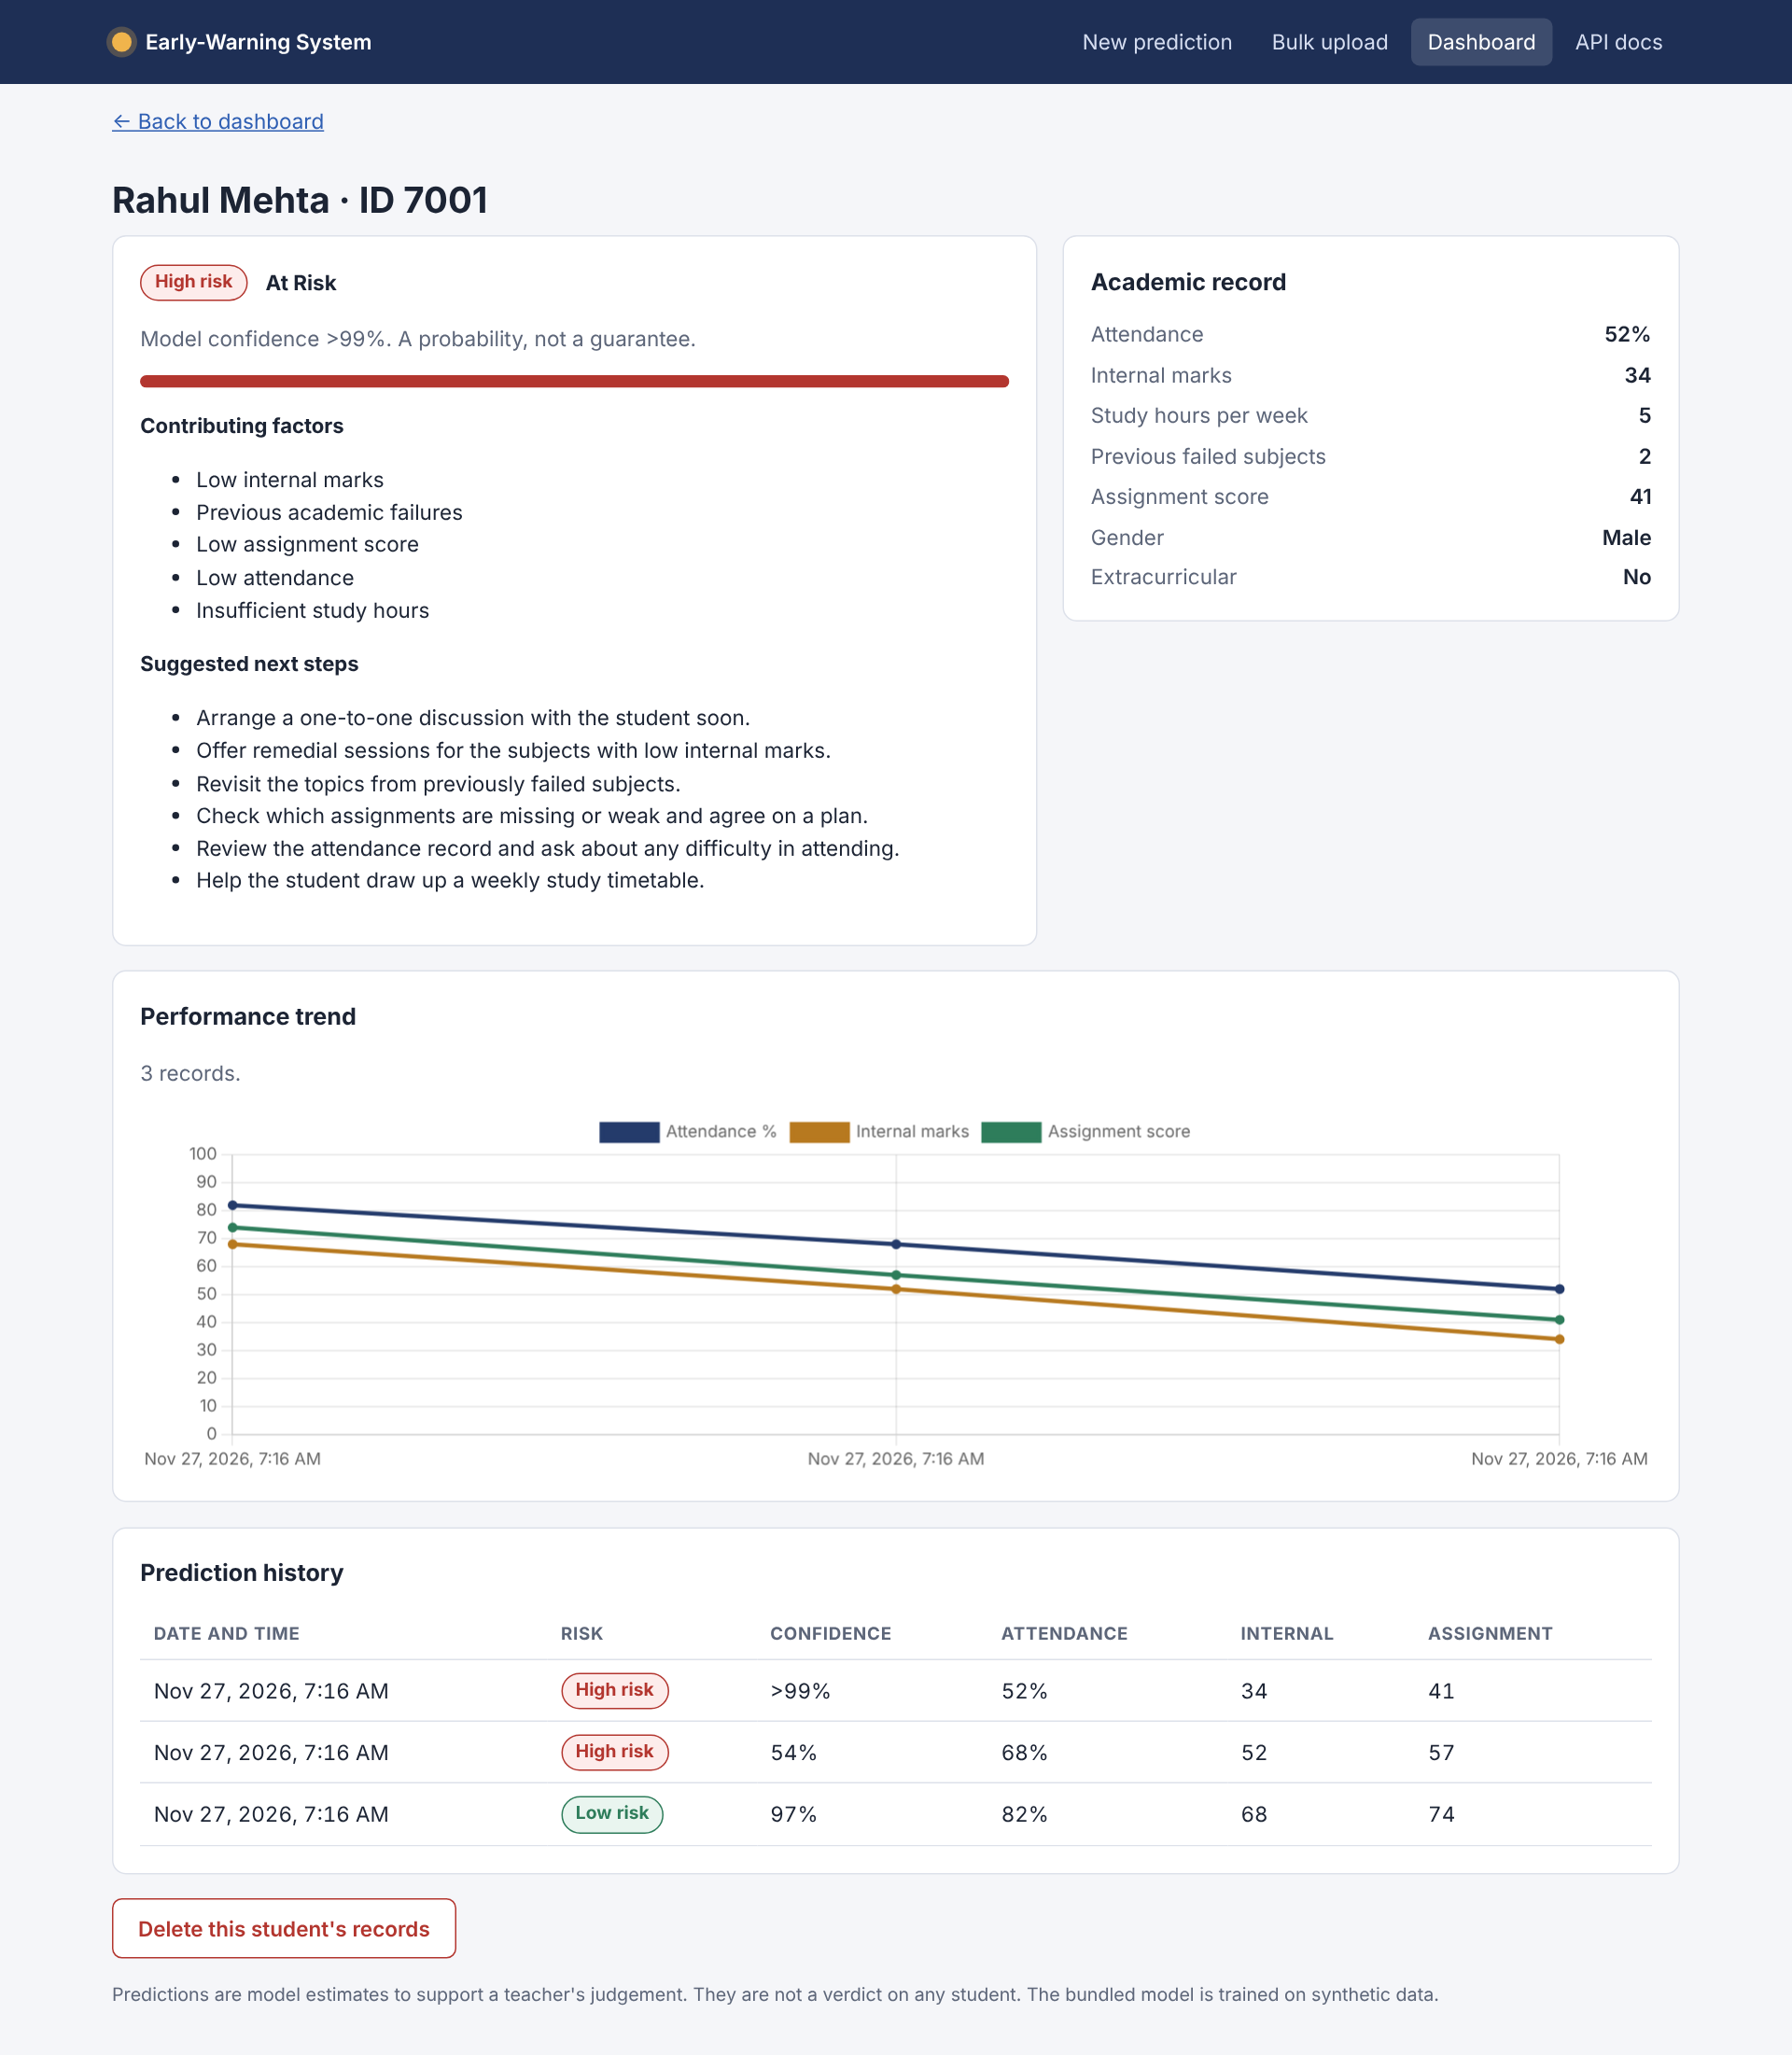 Early-Warning System
New prediction
Bulk upload
Dashboard
API docs
← Back to dashboard
Rahul Mehta · ID 7001
High risk At Risk
Model confidence >99%. A probability, not a guarantee.
Contributing factors
• Low internal marks
• Previous academic failures
• Low assignment score
• Low attendance
• Insufficient study hours
Suggested next steps
• Arrange a one-to-one discussion with the student soon.
• Offer remedial sessions for the subjects with low internal marks.
• Revisit the topics from previously failed subjects.
• Check which assignments are missing or weak and agree on a plan.
• Review the attendance record and ask about any difficulty in attending.
• Help the student draw up a weekly study timetable.
Academic record
Attendance 52%
Internal marks 34
Study hours per week 5
Previous failed subjects 2
Assignment score 41
Gender Male
Extracurricular No
Performance trend
3 records.
Attendance % Internal marks Assignment score
100
90
80
70
60
50
40
30
20
10
0
Nov 27, 2026, 7:16 AM Nov 27, 2026, 7:16 AM Nov 27, 2026, 7:16 AM
Prediction history
DATE AND TIME RISK CONFIDENCE ATTENDANCE INTERNAL ASSIGNMENT
Nov 27, 2026, 7:16 AM High risk >99% 52% 34 41
Nov 27, 2026, 7:16 AM High risk 54% 68% 52 57
Nov 27, 2026, 7:16 AM Low risk 97% 82% 68 74
Delete this student's records
Predictions are model estimates to support a teacher's judgement. They are not a verdict on any student. The bundled model is trained on synthetic data.